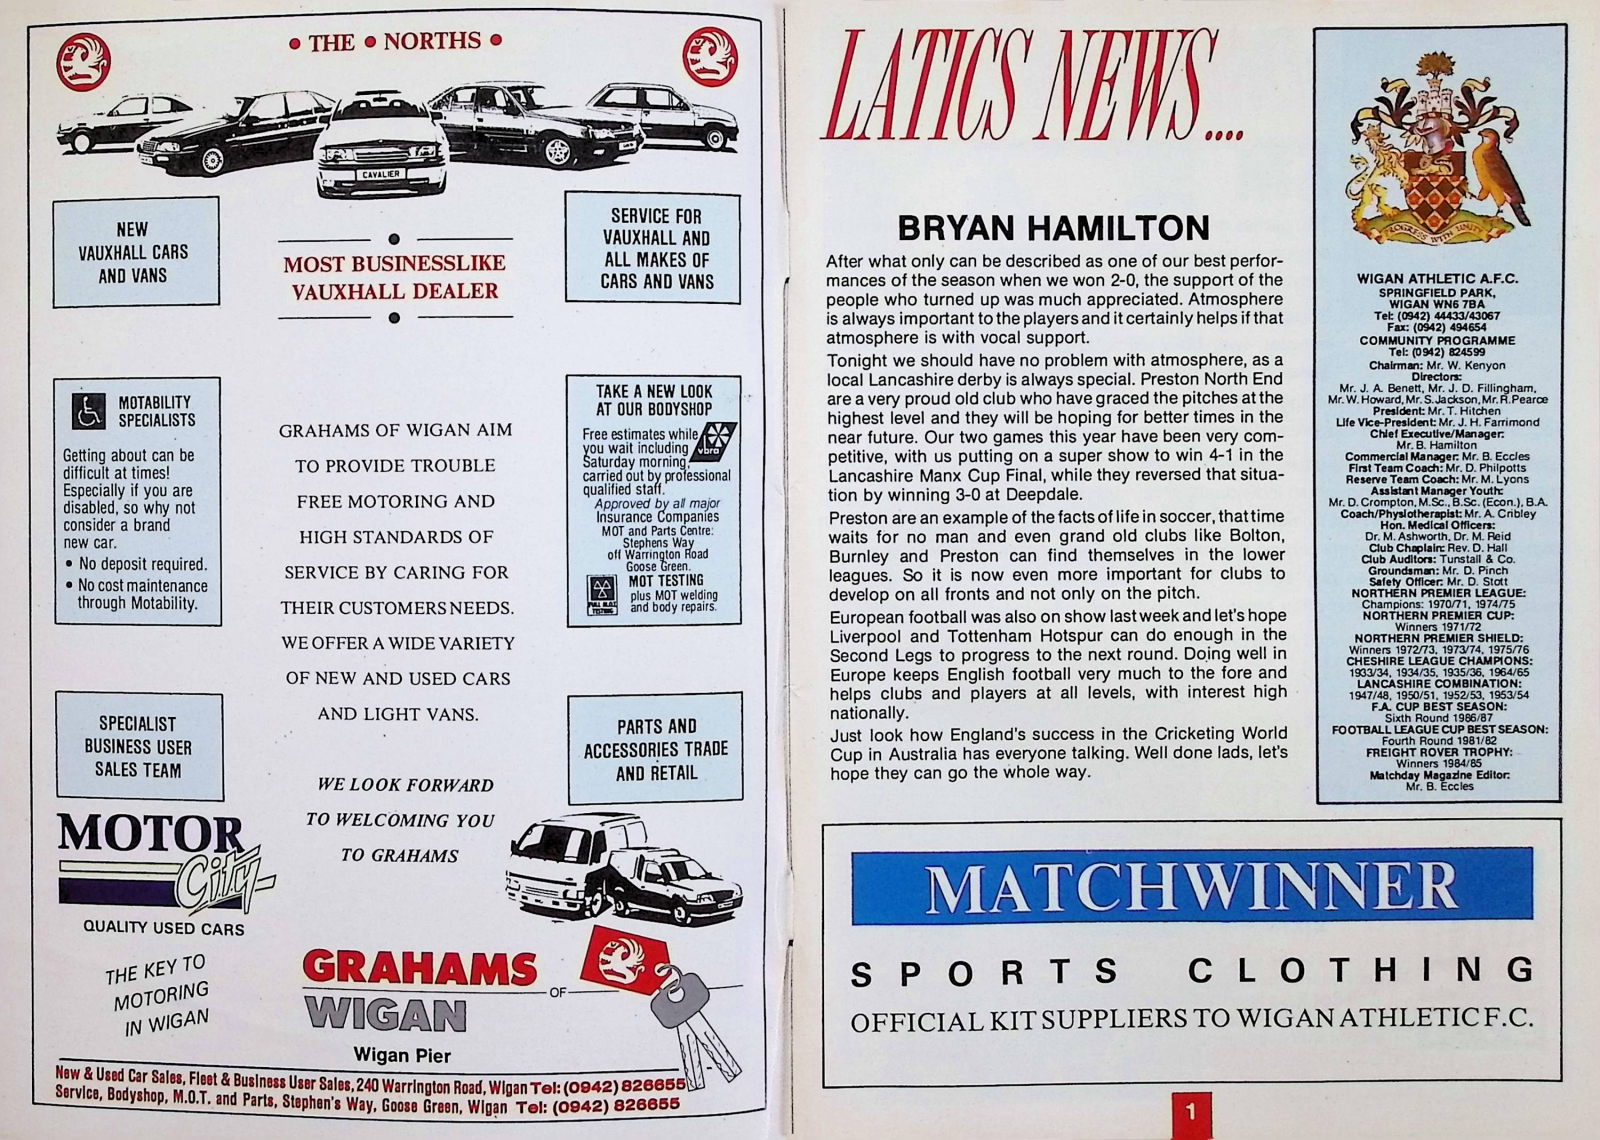 • THE • NORTHS •
CAVALIER
NEW
VAUXHALL CARS
AND VANS
SERVICE FOR
VAUXHALL AND
ALL MAKES OF
CARS AND VANS
MOST BUSINESSLIKE
VAUXHALL DEALER
MOTABILITY
SPECIALISTS
Getting about can be
difficult at times!
Especially if you are
disabled, so why not
consider a brand
new car.
• No deposit required.
• No cost maintenance
through Motability.
GRAHAMS OF WIGAN AIM
TO PROVIDE TROUBLE
FREE MOTORING AND
HIGH STANDARDS OF
SERVICE BY CARING FOR
THEIR CUSTOMERS NEEDS.
WE OFFER A WIDE VARIETY
OF NEW AND USED CARS
AND LIGHT VANS.
WE LOOK FORWARD
TO WELCOMING YOU
TO GRAHAMS
TAKE A NEW LOOK
AT OUR BODYSHOP
Free estimates while
you wait including
Saturday morning,
carried out by professional
qualified staff.
vbra
Approved by all major
Insurance Companies
MOT and Parts Centre:
Stephens Way
off Warrington Road
Goose Green.
MOT TESTING
plus MOT welding
and body repairs.
SPECIALIST
BUSINESS USER
SALES TEAM
PARTS AND
ACCESSORIES TRADE
AND RETAIL
MOTOR
City
QUALITY USED CARS
THE KEY TO
MOTORING
IN WIGAN
GRAHAMS
OF
WIGAN
Wigan Pier
New & Used Car Sales, Fleet & Business User Sales, 240 Warrington Road, Wigan Tel: (0942) 826655
Service, Bodyshop, M.O.T. and Parts, Stephen's Way, Goose Green, Wigan Tel: (0942) 826655
LATICS NEWS....
BRYAN HAMILTON
After what only can be described as one of our best perfor-
mances of the season when we won 2-0, the support of the
people who turned up was much appreciated. Atmosphere
is always important to the players and it certainly helps if that
atmosphere is with vocal support.
Tonight we should have no problem with atmosphere, as a
local Lancashire derby is always special. Preston North End
are a very proud old club who have graced the pitches at the
highest level and they will be hoping for better times in the
near future. Our two games this year have been very com-
petitive, with us putting on a super show to win 4-1 in the
Lancashire Manx Cup Final, while they reversed that situa-
tion by winning 3-0 at Deepdale.
Preston are an example of the facts of life in soccer, that time
waits for no man and even grand old clubs like Bolton,
Burnley and Preston can find themselves in the lower
leagues. So it is now even more important for clubs to
develop on all fronts and not only on the pitch.
European football was also on show last week and let's hope
Liverpool and Tottenham Hotspur can do enough in the
Second Legs to progress to the next round. Doing well in
Europe keeps English football very much to the fore and
helps clubs and players at all levels, with interest high
nationally.
Just look how England's success in the Cricketing World
Cup in Australia has everyone talking. Well done lads, let's
hope they can go the whole way.
PROGRESS WITH UNITY
WIGAN ATHLETIC A.F.C.
SPRINGFIELD PARK,
WIGAN WN6 7BA
Tel: (0942) 44433/43067
Fax: (0942) 494654
COMMUNITY PROGRAMME
Tel: (0942) 824599
Chairman: Mr. W. Kenyon
Directors:
Mr. J. A. Benett, Mr. J. D. Fillingham,
Mr. W. Howard, Mr. S. Jackson, Mr. R. Pearce
President: Mr. T. Hitchen
Life Vice-President: Mr. J. H. Farrimond
Chief Executive/Manager:
Mr. B. Hamilton
Commercial Manager: Mr. B. Eccles
First Team Coach: Mr. D. Philpotts
Reserve Team Coach: Mr. M. Lyons
Assistant Manager Youth:
Mr. D. Crompton, M.Sc., B.Sc. (Econ.), B.A.
Coach/Physiotherapist: Mr. A. Cribley
Hon. Medical Officers:
Dr. M. Ashworth, Dr. M. Reid
Club Chaplain: Rev. D. Hall
Club Auditors: Tunstall & Co.
Groundsman: Mr. D. Pinch
Safety Officer: Mr. D. Stott
NORTHERN PREMIER LEAGUE:
Champions: 1970/71, 1974/75
NORTHERN PREMIER CUP:
Winners 1971/72
NORTHERN PREMIER SHIELD:
Winners 1972/73, 1973/74, 1975/76
CHESHIRE LEAGUE CHAMPIONS:
1933/34, 1934/35, 1935/36, 1964/65
LANCASHIRE COMBINATION:
1947/48, 1950/51, 1952/53, 1953/54
F.A. CUP BEST SEASON:
Sixth Round 1986/87
FOOTBALL LEAGUE CUP BEST SEASON:
Fourth Round 1981/82
FREIGHT ROVER TROPHY:
Winners 1984/85
Matchday Magazine Editor:
Mr. B. Eccles
MATCHWINNER
SPORTS CLOTHING
OFFICIAL KIT SUPPLIERS TO WIGAN ATHLETIC F.C.
1